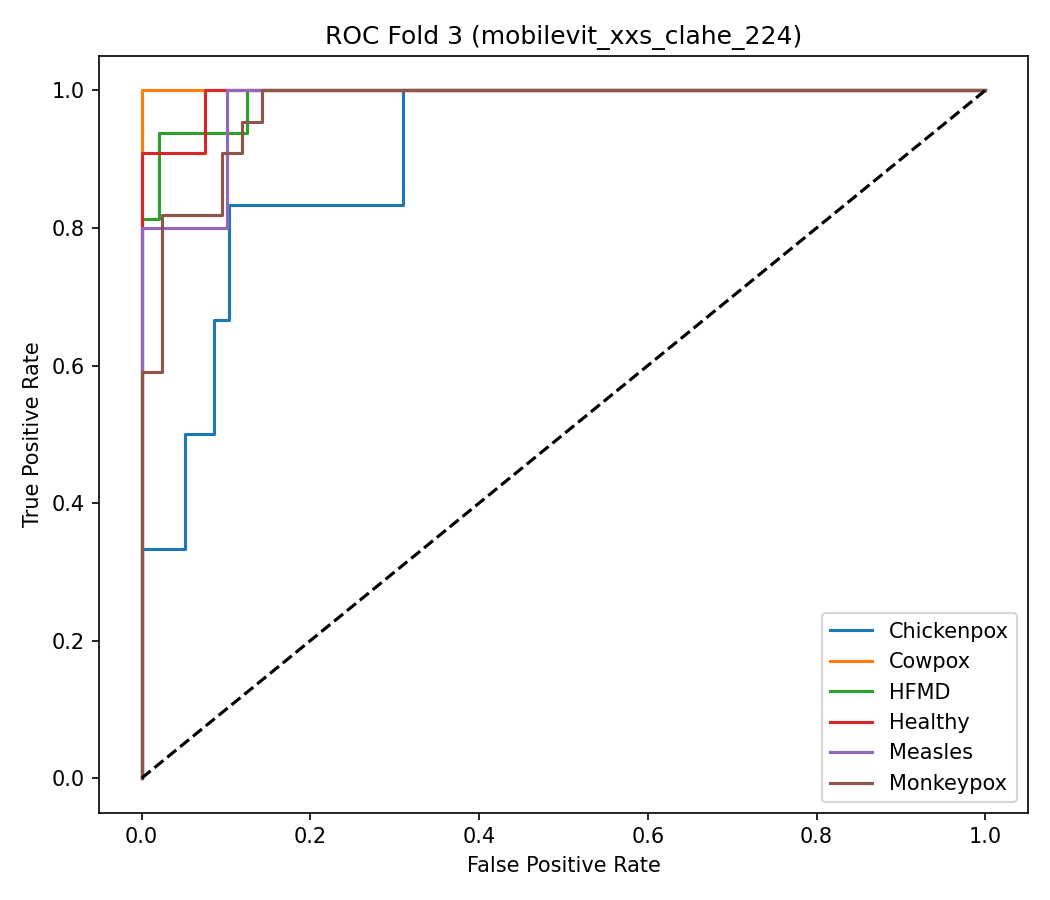 ROC Fold 3 (mobilevit_xxs_clahe_224)
True Positive Rate
1.0
0.8
0.6
0.4
0.2
0.0
0.0 0.2 0.4 0.6 0.8 1.0
False Positive Rate
Chickenpox
Cowpox
HFMD
Healthy
Measles
Monkeypox